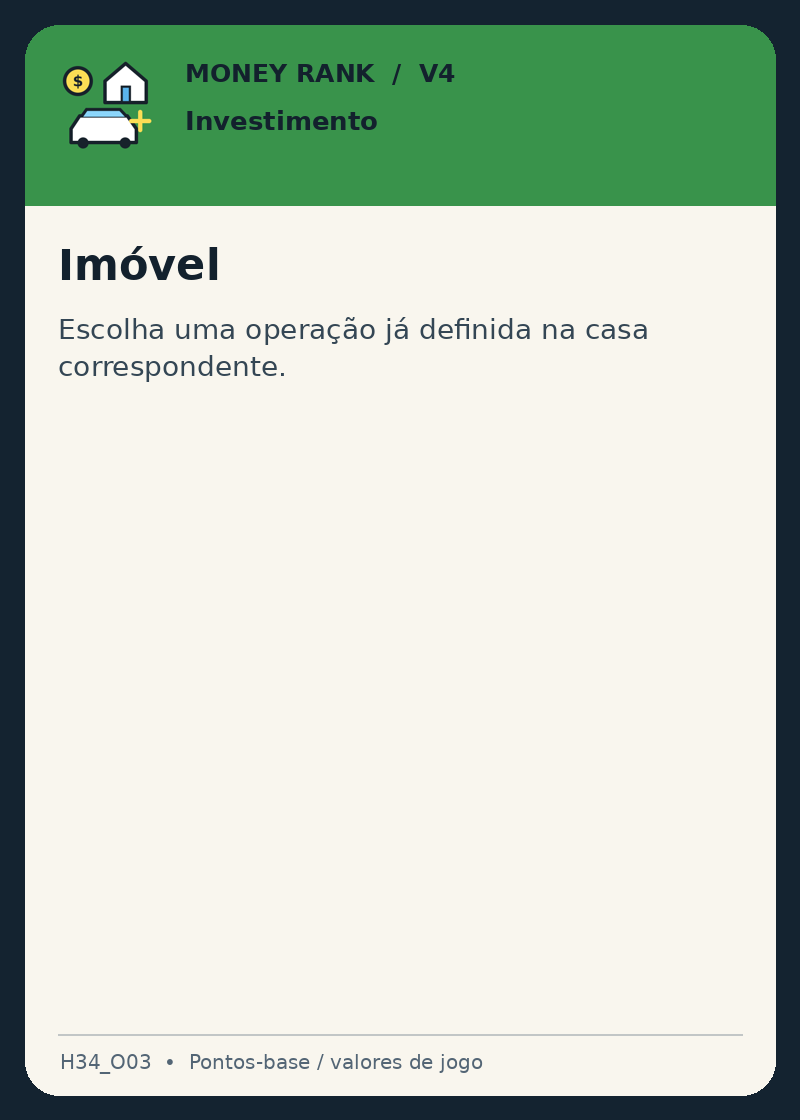 $
MONEY RANK / V4
Investimento
Imóvel
Escolha uma operação já definida na casa
correspondente.
H34_O03 • Pontos-base / valores de jogo